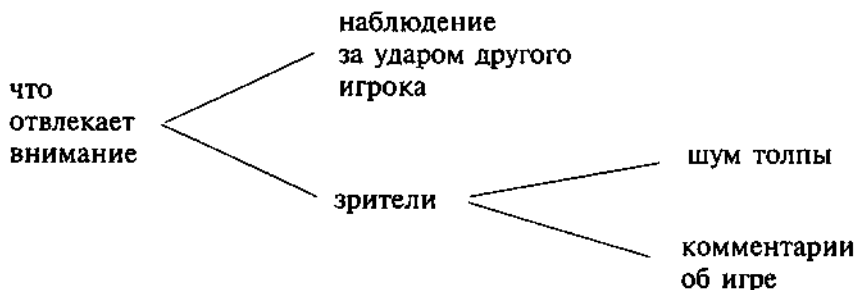 наблюдение
за ударом другого
игрока
что
отвлекает
внимание
зрители
шум толпы
комментарии
об игре